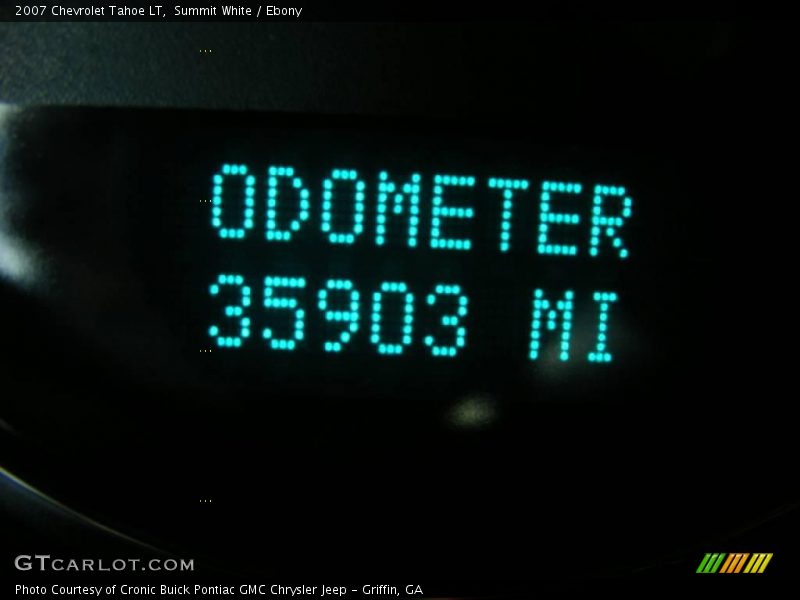 2007 Chevrolet Tahoe LT,  Summit White / Ebony
ODOMETER
35903 MI
GTCARLOT.COM
Photo Courtesy of Cronic Buick Pontiac GMC Chrysler Jeep - Griffin, GA